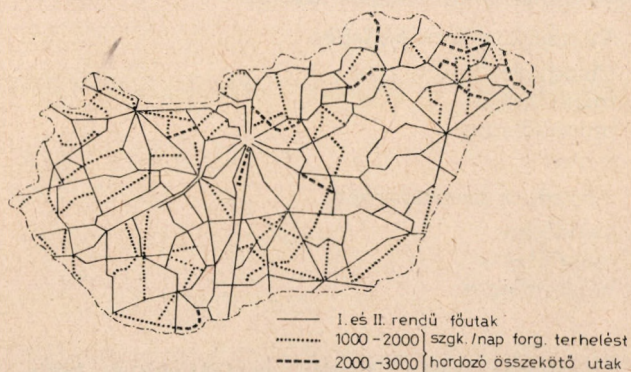 I. és II. rendű főutak
1000-2000 szgk./nap forg. terhelést
2000-3000 hordozó összekötő utak